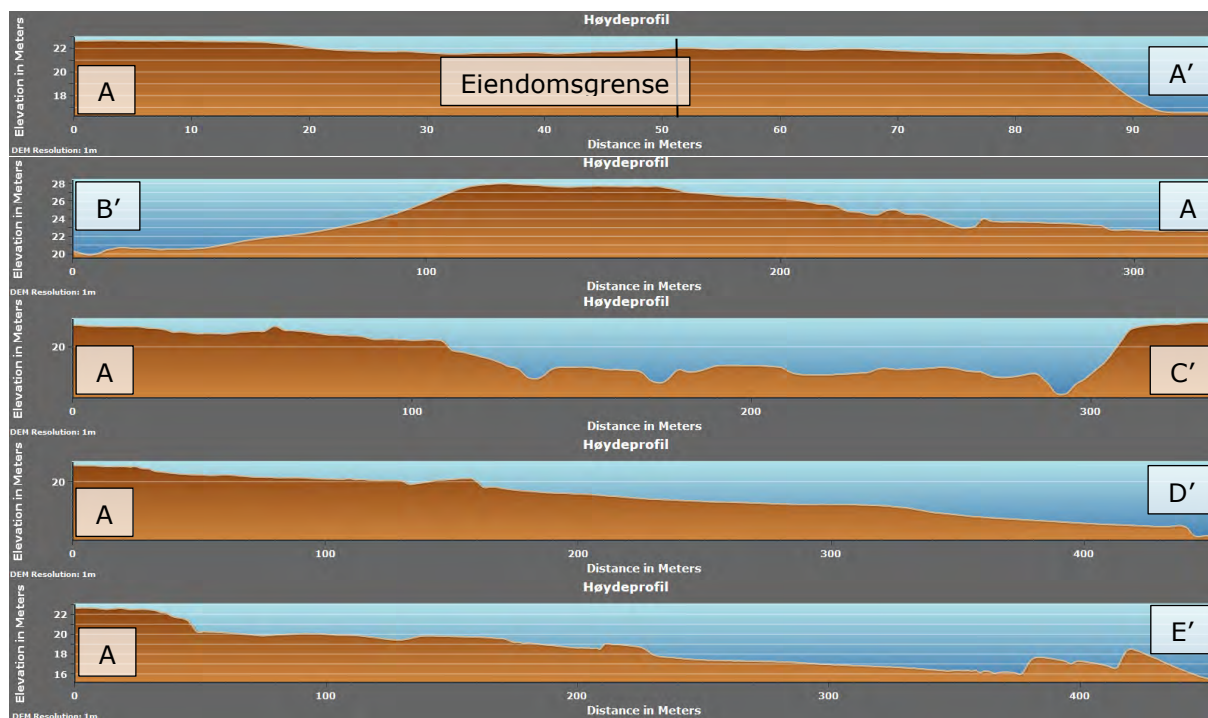 Høydeprofil
Elevation in Meters
22
20
18
A
Eiendomsgrense
A'
0 10 20 30 40 50 60 70 80 90
Distance in Meters
DEM Resolution: 1m
Høydeprofil
Elevation in Meters
28
26
24
22
20
B'
A
0 100 200 300
Distance in Meters
DEM Resolution: 1m
Høydeprofil
Elevation in Meters
20
A
C'
0 100 200 300
Distance in Meters
DEM Resolution: 1m
Høydeprofil
Elevation in Meters
20
A
D'
0 100 200 300 400
Distance in Meters
DEM Resolution: 1m
Høydeprofil
Elevation in Meters
22
20
18
16
A
E'
0 100 200 300 400
Distance in Meters
DEM Resolution: 1m